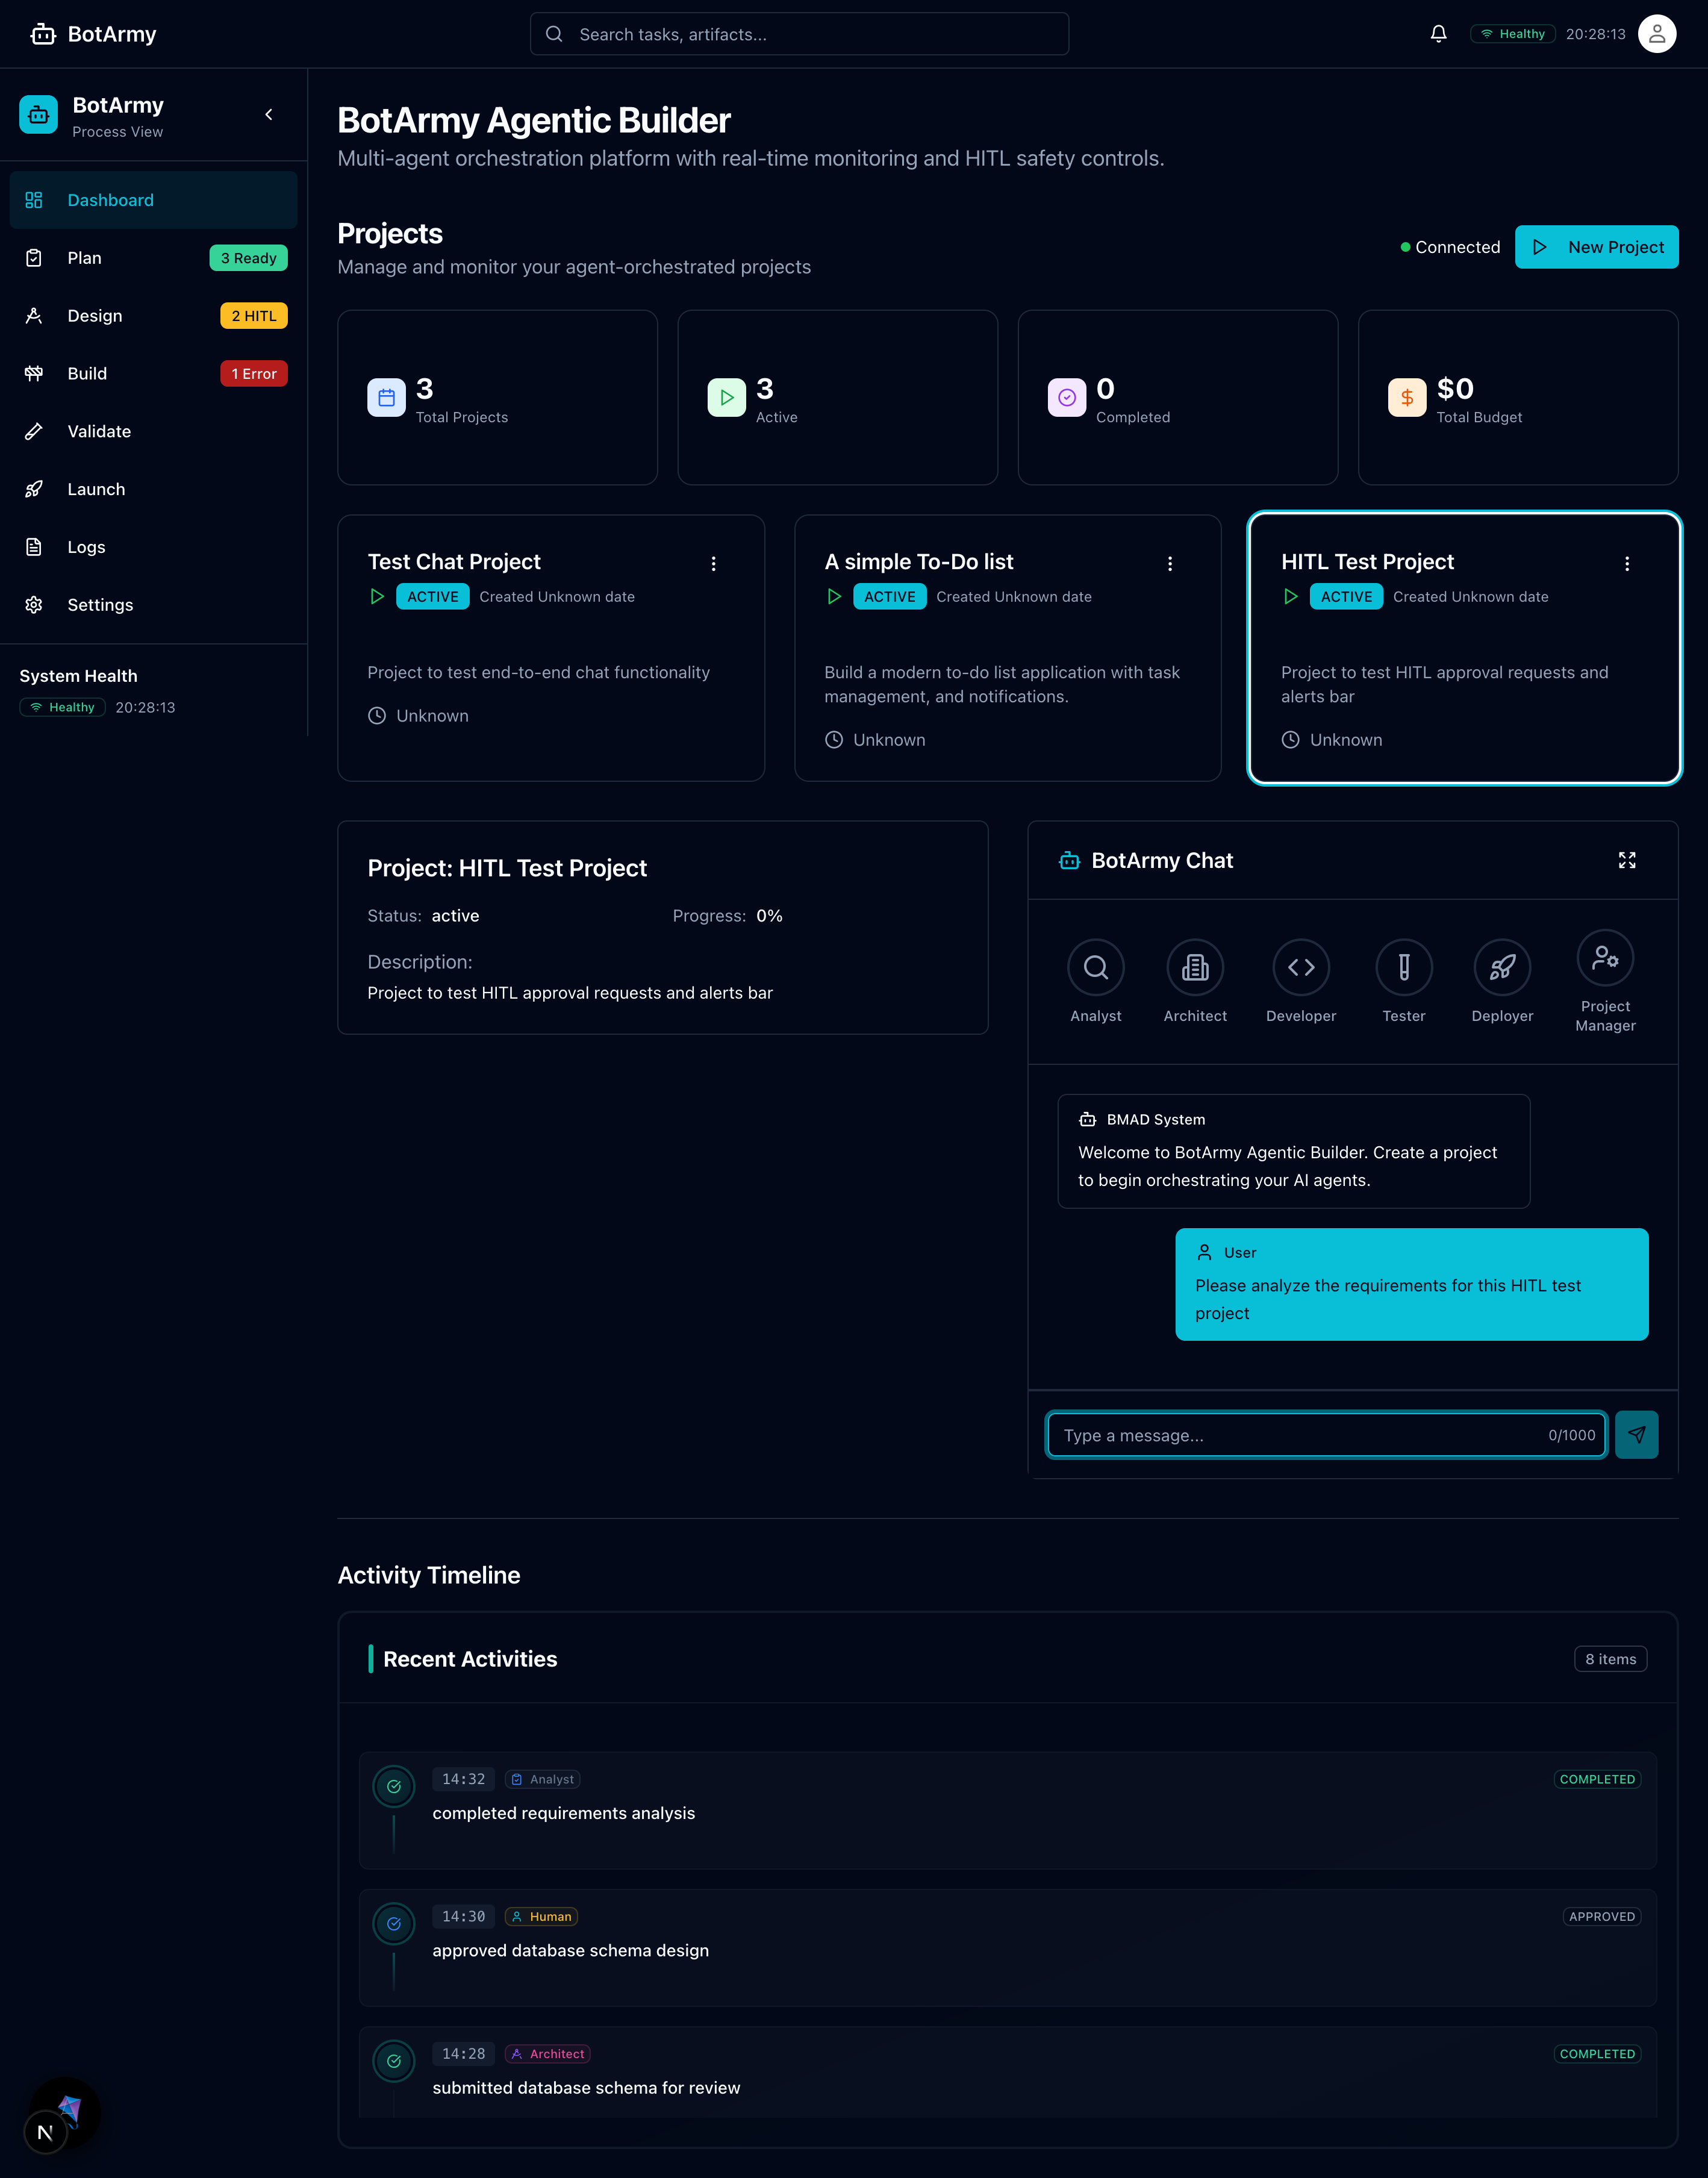 BotArmy
Search tasks, artifacts...
Healthy
20:28:13
BotArmy
Process View
Dashboard
Plan
3 Ready
Design
2 HITL
Build
1 Error
Validate
Launch
Logs
Settings
System Health
Healthy
20:28:13
BotArmy Agentic Builder
Multi-agent orchestration platform with real-time monitoring and HITL safety controls.
Projects
Manage and monitor your agent-orchestrated projects
Connected
New Project
3
Total Projects
3
Active
0
Completed
$0
Total Budget
Test Chat Project
ACTIVE
Created Unknown date
Project to test end-to-end chat functionality
Unknown
A simple To-Do list
ACTIVE
Created Unknown date
Build a modern to-do list application with task
management, and notifications.
Unknown
HITL Test Project
ACTIVE
Created Unknown date
Project to test HITL approval requests and
alerts bar
Unknown
Project: HITL Test Project
Status: active
Progress: 0%
Description:
Project to test HITL approval requests and alerts bar
BotArmy Chat
Analyst
Architect
Developer
Tester
Deployer
Project
Manager
BMAD System
Welcome to BotArmy Agentic Builder. Create a project
to begin orchestrating your AI agents.
User
Please analyze the requirements for this HITL test
project
Type a message...
0/1000
Activity Timeline
Recent Activities
8 items
14:32
Analyst
COMPLETED
completed requirements analysis
14:30
Human
APPROVED
approved database schema design
14:28
Architect
COMPLETED
submitted database schema for review
N